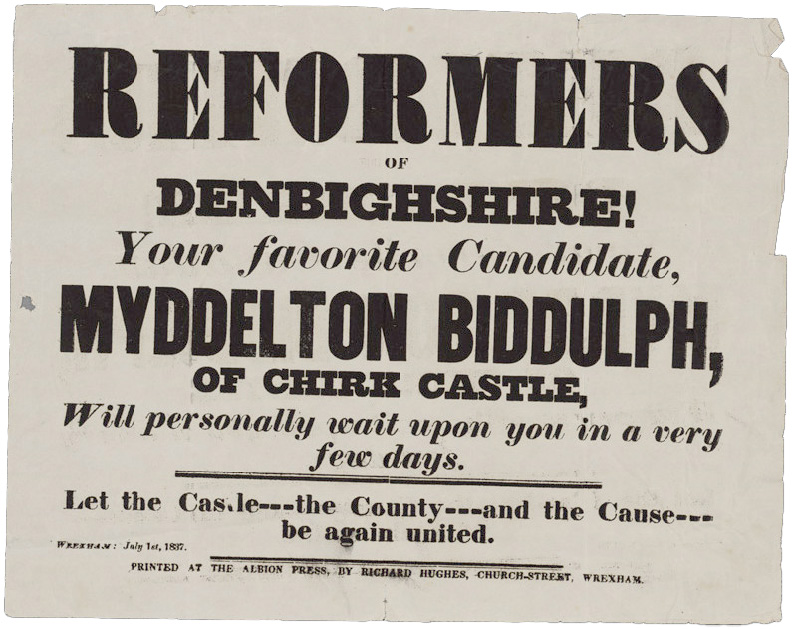 REFORMERS
OF
DENBIGHSHIRE!
Your favorite Candidate,
MYDDELTON BIDDULPH,
OF CHIRK CASTLE,
Will personally wait upon you in a very
few days.
Let the Castle---the County---and the Cause---
be again united.
WREXHAM: July 1st, 1837.
PRINTED AT THE ALBION PRESS, BY RICHARD HUGHES, CHURCH-STREET, WREXHAM.